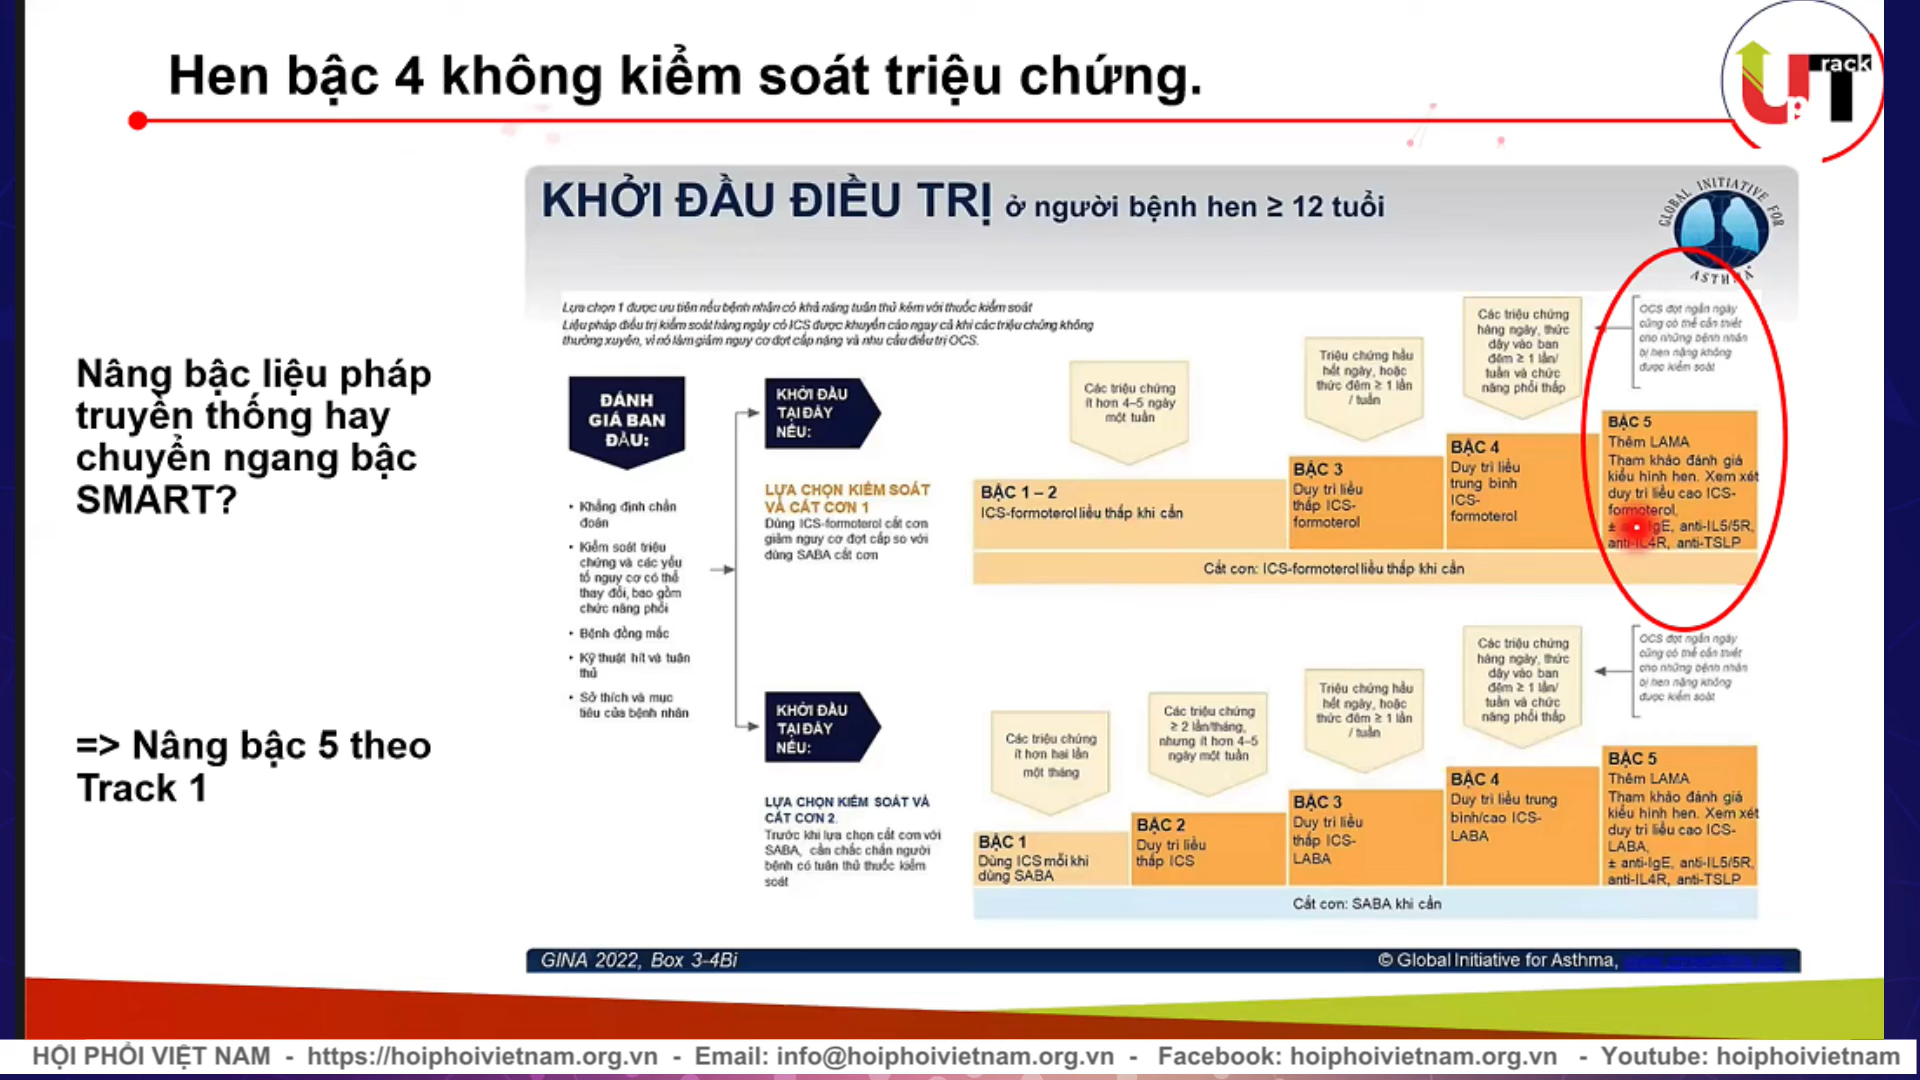 Hen bậc 4 không kiểm soát triệu chứng.
UpTrack
KHỞI ĐẦU ĐIỀU TRỊ ở người bệnh hen ≥ 12 tuổi
GLOBAL INITIATIVE FOR ASTHMA
Nâng bậc liệu pháp
truyền thống hay
chuyển ngang bậc
SMART?
=> Nâng bậc 5 theo
Track 1
Lựa chọn 1 được ưu tiên nếu bệnh nhân có khả năng tuân thủ kém với thuốc kiểm soát
Liệu pháp điều trị kiểm soát hàng ngày có ICS được khuyến cáo ngay cả khi các triệu chứng không
thường xuyên, vì nó làm giảm nguy cơ đợt cấp nặng và nhu cầu điều trị OCS.
ĐÁNH
GIÁ BAN
ĐẦU:
• Khẳng định chẩn
đoán
• Kiểm soát triệu
chứng và các yếu
tố nguy cơ có thể
thay đổi, bao gồm
chức năng phổi
• Bệnh đồng mắc
• Kỹ thuật hít và tuân
thủ
• Sở thích và mục
tiêu của bệnh nhân
KHỞI ĐẦU
TẠI ĐÂY
NẾU:
LỰA CHỌN KIỂM SOÁT
VÀ CẮT CƠN 1
Dùng ICS-formoterol cắt cơn
giảm nguy cơ đợt cấp so với
dùng SABA cắt cơn
Các triệu chứng
ít hơn 4–5 ngày
một tuần
Triệu chứng hầu
hết ngày, hoặc
thức đêm ≥ 1 lần
/ tuần
Các triệu chứng
hàng ngày, thức
dậy vào ban
đêm ≥ 1 lần/
tuần và chức
năng phổi thấp
OCS đợt ngắn ngày
cũng có thể cần thiết
cho những bệnh nhân
bị hen nặng không
được kiểm soát
BẬC 1 – 2
ICS-formoterol liều thấp khi cần
BẬC 3
Duy trì liều
thấp ICS-
formoterol
BẬC 4
Duy trì liều
trung bình
ICS-
formoterol
BẬC 5
Thêm LAMA
Tham khảo đánh giá
kiểu hình hen. Xem xét
duy trì liều cao ICS-
formoterol,
± IgE, anti-IL5/5R,
anti-IL4R, anti-TSLP
Cắt cơn: ICS-formoterol liều thấp khi cần
KHỞI ĐẦU
TẠI ĐÂY
NẾU:
LỰA CHỌN KIỂM SOÁT VÀ
CẮT CƠN 2.
Trước khi lựa chọn cắt cơn với
SABA, cần chắc chắn người
bệnh có tuân thủ thuốc kiểm
soát
Các triệu chứng
ít hơn hai lần
một tháng
Các triệu chứng
≥ 2 lần/tháng,
nhưng ít hơn 4–5
ngày một tuần
Triệu chứng hầu
hết ngày, hoặc
thức đêm ≥ 1 lần
/ tuần
Các triệu chứng
hàng ngày, thức
dậy vào ban
đêm ≥ 1 lần/
tuần và chức
năng phổi thấp
OCS đợt ngắn ngày
cũng có thể cần thiết
cho những bệnh nhân
bị hen nặng không
được kiểm soát
BẬC 1
Dùng ICS mỗi khi
dùng SABA
BẬC 2
Duy trì liều
thấp ICS
BẬC 3
Duy trì liều
thấp ICS-
LABA
BẬC 4
Duy trì liều trung
bình/cao ICS-
LABA
BẬC 5
Thêm LAMA
Tham khảo đánh giá
kiểu hình hen. Xem xét
duy trì liều cao ICS-
LABA,
± anti-IgE, anti-IL5/5R,
anti-IL4R, anti-TSLP
Cắt cơn: SABA khi cần
GINA 2022, Box 3-4Bi
© Global Initiative for Asthma,
HỘI PHỔI VIỆT NAM - https://hoiphoivietnam.org.vn - Email: info@hoiphoivietnam.org.vn - Facebook: hoiphoivietnam.org.vn - Youtube: hoiphoivietnam